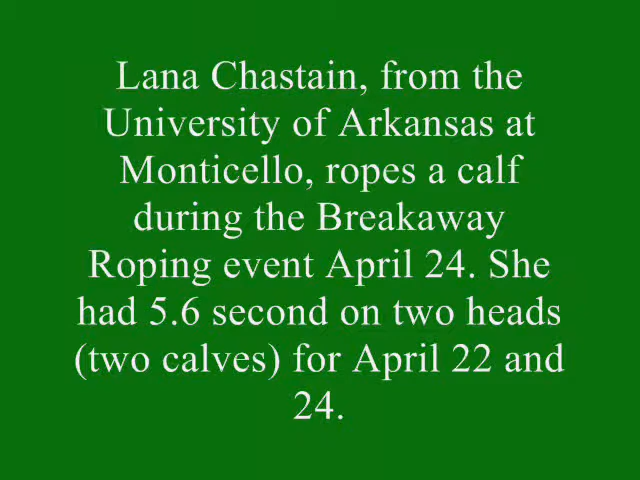 Lana Chastain, from the
University of Arkansas at
Monticello, ropes a calf
during the Breakaway
Roping event April 24. She
had 5.6 second on two heads
(two calves) for April 22 and
24.